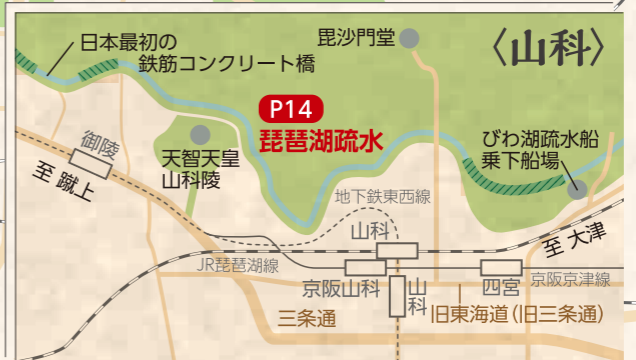 日本最初の
鉄筋コンクリート橋
毘沙門堂
〈山科〉
P14
琵琶湖疏水
御陵
至 蹴上
天智天皇
山科陵
びわ湖疏水船
乗下船場
地下鉄東西線
山科
至 大津
JR琵琶湖線
京阪山科
山科
四宮
京阪京津線
三条通
旧東海道(旧三条通)